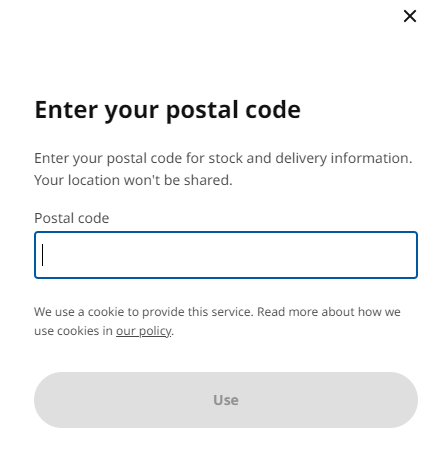 Enter your postal code
Enter your postal code for stock and delivery information.
Your location won't be shared.
Postal code
We use a cookie to provide this service. Read more about how we
use cookies in our policy.
Use